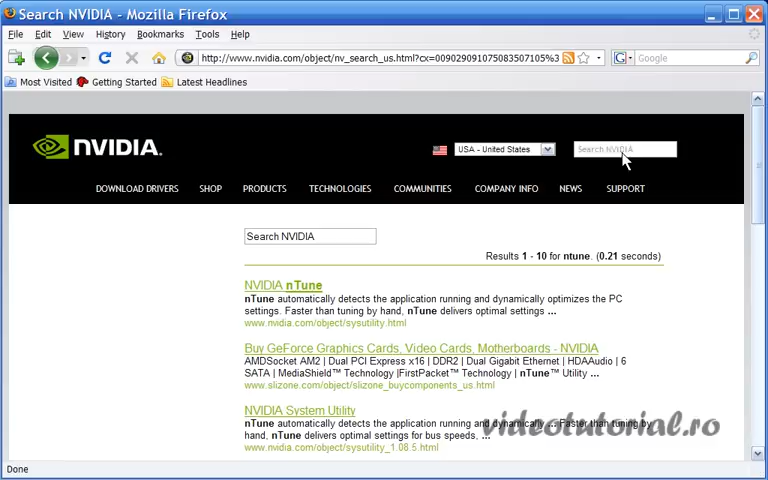 Search NVIDIA - Mozilla Firefox
File Edit View History Bookmarks Tools Help
http://www.nvidia.com/object/nv_search_us.html?cx=009029091075083507105%3
Google
Most Visited Getting Started Latest Headlines
NVIDIA.
USA - United States
Search NVIDIA
DOWNLOAD DRIVERS SHOP PRODUCTS TECHNOLOGIES COMMUNITIES COMPANY INFO NEWS SUPPORT
Search NVIDIA
Results 1 - 10 for ntune. (0.21 seconds)
NVIDIA nTune
nTune automatically detects the application running and dynamically optimizes the PC
settings. Faster than tuning by hand, nTune delivers optimal settings ...
www.nvidia.com/object/sysutility.html
Buy GeForce Graphics Cards, Video Cards, Motherboards - NVIDIA
AMDSocket AM2 | Dual PCI Express x16 | DDR2 | Dual Gigabit Ethernet | HDAAudio | 6
SATA | MediaShield™ Technology |FirstPacket™ Technology | nTune™ Utility ...
www.slizone.com/object/slizone_buycomponents_us.html
NVIDIA System Utility
nTune automatically detects the application running and dynamically ... Faster than tuning by
hand, nTune delivers optimal settings for bus speeds, ...
www.nvidia.com/object/sysutility_1.08.5.html
videotutorial.ro
Done